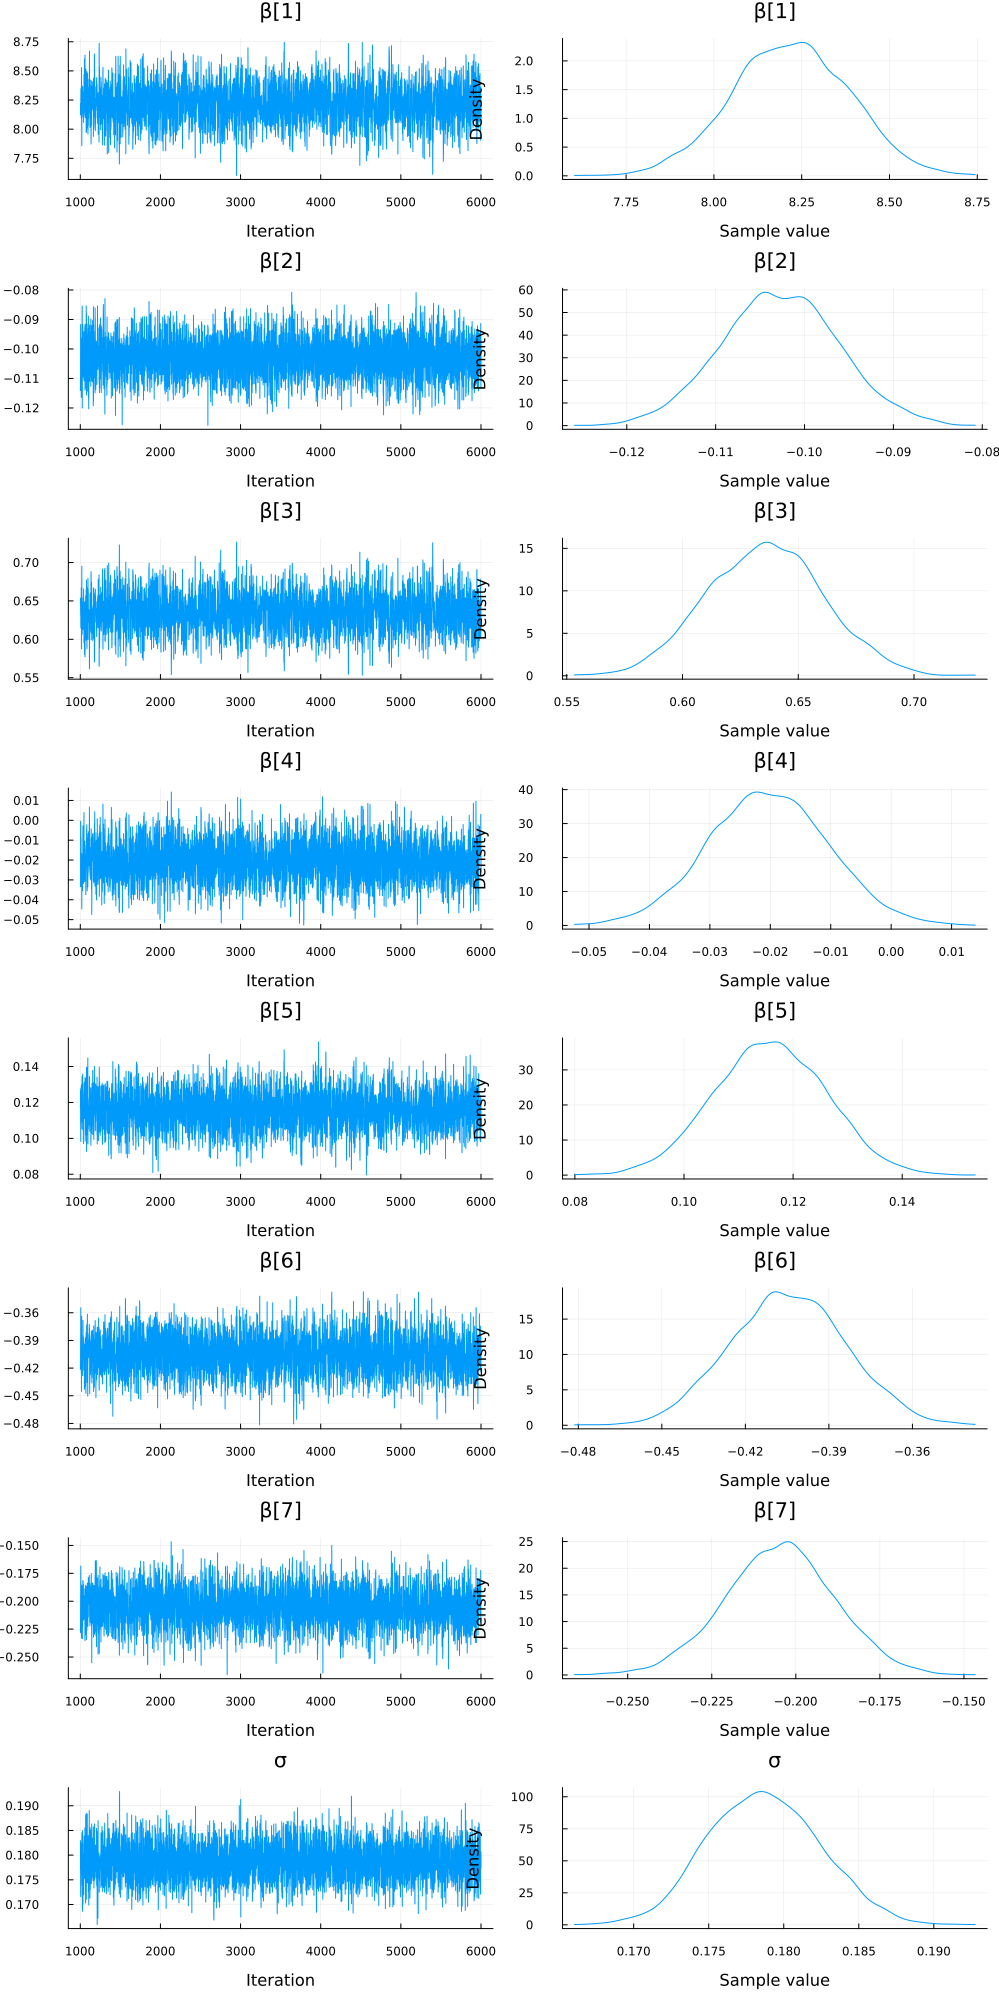 β[1] β[1]
8.75
8.50
8.25
8.00
7.75
Density
2.0
1.5
1.0
0.5
0.0
1000 2000 3000 4000 5000 6000 7.75 8.00 8.25 8.50 8.75
Iteration Sample value
β[2] β[2]
−0.08
−0.09
−0.10
−0.11
−0.12
Density
60
50
40
30
20
10
0
1000 2000 3000 4000 5000 6000 −0.12 −0.11 −0.10 −0.09 −0.08
Iteration Sample value
β[3] β[3]
0.70
0.65
0.60
0.55
Density
15
10
5
0
1000 2000 3000 4000 5000 6000 0.55 0.60 0.65 0.70
Iteration Sample value
β[4] β[4]
0.01
0.00
−0.01
−0.02
−0.03
−0.04
−0.05
Density
40
30
20
10
0
1000 2000 3000 4000 5000 6000 −0.05 −0.04 −0.03 −0.02 −0.01 0.00 0.01
Iteration Sample value
β[5] β[5]
0.14
0.12
0.10
0.08
Density
30
20
10
0
1000 2000 3000 4000 5000 6000 0.08 0.10 0.12 0.14
Iteration Sample value
β[6] β[6]
−0.36
−0.39
−0.42
−0.45
−0.48
Density
15
10
5
0
1000 2000 3000 4000 5000 6000 −0.48 −0.45 −0.42 −0.39 −0.36
Iteration Sample value
β[7] β[7]
−0.150
−0.175
−0.200
−0.225
−0.250
Density
25
20
15
10
5
0
1000 2000 3000 4000 5000 6000 −0.250 −0.225 −0.200 −0.175 −0.150
Iteration Sample value
σ σ
0.190
0.185
0.180
0.175
0.170
Density
100
75
50
25
0
1000 2000 3000 4000 5000 6000 0.170 0.175 0.180 0.185 0.190
Iteration Sample value